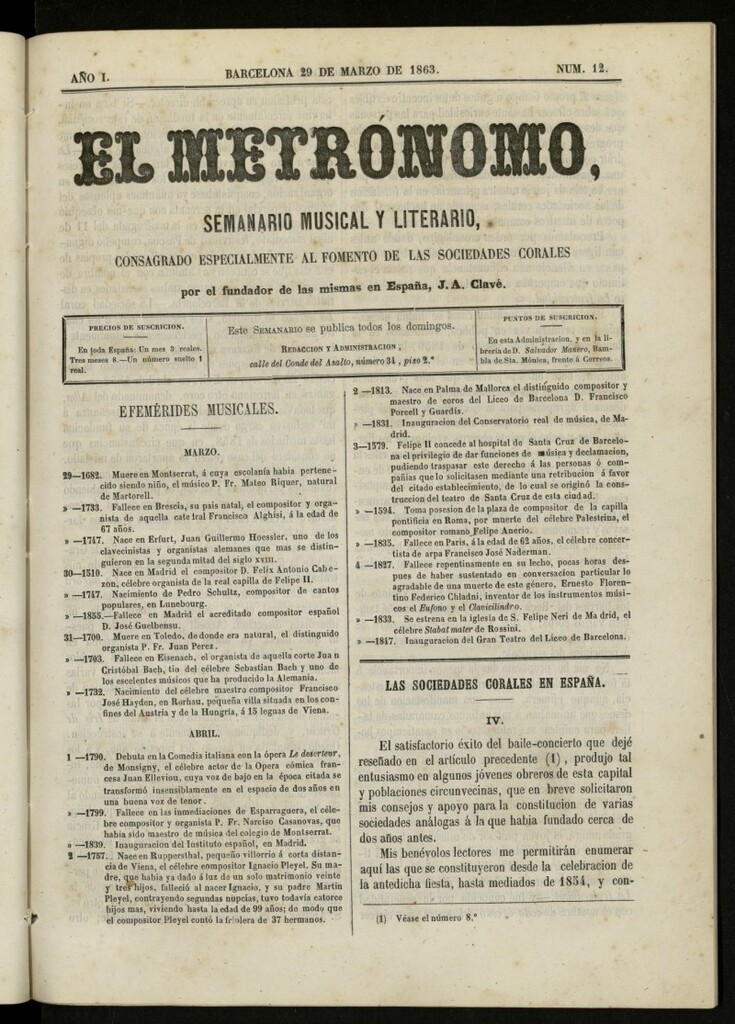 AÑO I.
BARCELONA 29 DE MARZO DE 1863.
NUM. 12.
EL METRÓNOMO,
SEMANARIO MUSICAL Y LITERARIO,
CONSAGRADO ESPECIALMENTE AL FOMENTO DE LAS SOCIEDADES CORALES
por el fundador de las mismas en España, J. A. Clavé.
PRECIOS DE SUSCRICION.
En toda España: Un mes 3 reales.
Tres meses 8.—Un número suelto 1
real.
Este SEMANARIO se publica todos los domingos.
REDACCION Y ADMINISTRACION,
calle del Conde del Asalto, número 34, piso 2.º
PUNTOS DE SUSCRICION.
En esta Administracion, y en la li-
brería de D. Salvador Manero, Ram-
bla de Sta. Mónica, frente á Correos.
EFEMÉRIDES MUSICALES.
MARZO.
29—1682. Muere en Montserrat, á cuya escolanía habia pertene-
cido siendo niño, el músico P. Fr. Mateo Riquer, natural
de Martorell.
» —1733. Fallece en Brescia, su pais natal, el compositor y orga-
nista de aquella catedral Francisco Alghisi, á la edad de
67 años.
» —1747. Nace en Erfurt, Juan Guillermo Hoessler, uno de los
clavecinistas y organistas alemanes que mas se distin-
guieron en la segunda mitad del siglo XVIII.
30—1510. Nace en Madrid el compositor D. Felix Antonio Cabe-
zon, célebre organista de la real capilla de Felipe II.
» —1747. Nacimiento de Pedro Schultz, compositor de cantos
populares, en Lunebourg.
» —1855.—Fallece en Madrid el acreditado compositor español
D. José Guelbensu.
31—1700. Muere en Toledo, de donde era natural, el distinguido
organista P. Fr. Juan Perez.
» —1703. Fallece en Eisenach, el organista de aquella corte Juan
Cristóbal Bach, tio del célebre Sebastian Bach y uno de
los escelentes músicos que ha producido la Alemania.
» —1732. Nacimiento del célebre maestro compositor Francisco
José Hayden, en Rorhau, pequeña villa situada en los con-
fines del Austria y de la Hungría, á 15 leguas de Viena.
ABRIL.
1 —1790. Debuta en la Comedia italiana con la ópera Le deserteur,
de Monsigny, el célebre actor de la Opera cómica fran-
cesa Juan Elleviou, cuya voz de bajo en la época citada se
transformó insensiblemente en el espacio de dos años en
una buena voz de tenor.
» —1799. Fallece en las inmediaciones de Esparraguera, el céle-
bre compositor y organista P. Fr. Narciso Casanovas, que
habia sido maestro de música del colegio de Montserrat.
» —1839. Inauguracion del Instituto español, en Madrid.
2 —1757. Nace en Ruppersthal, pequeño villorrio á corta distan-
cia de Viena, el célebre compositor Ignacio Pleyel. Su ma-
dre, que habia ya dado á luz de un solo matrimonio veinte
y tres hijos, falleció al nacer Ignacio, y su padre Martin
Pleyel, contrayendo segundas nupcias, tuvo todavía catorce
hijos mas, viviendo hasta la edad de 99 años; de modo
que el compositor Pleyel contó la friolera de 37 hermanos.
2 —1813. Nace en Palma de Mallorca el distinguido compositor y
maestro de coros del Liceo de Barcelona D. Francisco
Porcell y Guardis.
» —1831. Inauguracion del Conservatorio real de música, de Ma-
drid.
3—1579. Felipe II concede al hospital de Santa Cruz de Barcelo-
na el privilegio de dar funciones de música y declamacion,
pudiendo traspasar este derecho á las personas ó com-
pañias que lo solicitasen mediante una retribucion á favor
del citado establecimiento, de lo cual se originó la cons-
truccion del teatro de Santa Cruz de esta ciudad.
» —1594. Toma posesion de la plaza de compositor de la capilla
pontificia en Roma, por muerte del célebre Palestrina, el
compositor romano Felipe Anerio.
» —1835. Fallece en París, á la edad de 62 años, el célebre concer-
tista de arpa Francisco José Naderman.
4 —1827. Fallece repentinamente en su lecho, pocas horas des-
pues de haber sustentado en conversacion particular lo
agradable de una muerte de este género, Ernesto Floren-
tino Federico Chladni, inventor de los instrumentos músi-
cos el Eufono y el Clavicilindro.
» —1833. Se estrena en la iglesia de S. Felipe Neri de Madrid, el
célebre Stabat mater de Rossini.
» —1847. Inauguracion del Gran Teatro del Liceo de Barcelona.
LAS SOCIEDADES CORALES EN ESPAÑA.
IV.
El satisfactorio éxito del baile-concierto que dejé
reseñado en el artículo precedente (1), produjo tal
entusiasmo en algunos jóvenes obreros de esta capital
y poblaciones circunvecinas, que en breve solicitaron
mis consejos y apoyo para la constitucion de varias
sociedades análogas á la que habia fundado cerca de
dos años antes.
Mis benévolos lectores me permitirán enumerar
aquí las que se constituyeron desde la celebracion de
la antedicha fiesta, hasta mediados de 1854, y con-
(1) Véase el número 8.º